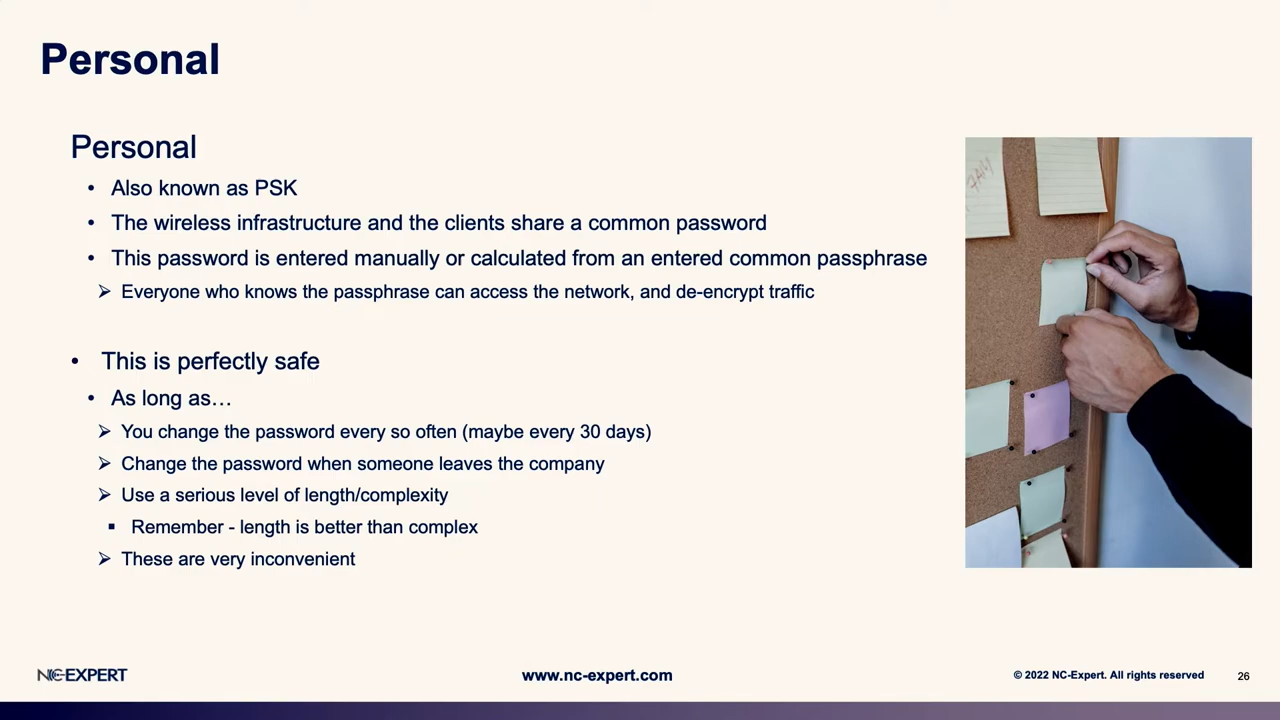 Personal
Personal
• Also known as PSK
• The wireless infrastructure and the clients share a common password
• This password is entered manually or calculated from an entered common passphrase
➢ Everyone who knows the passphrase can access the network, and de-encrypt traffic
• This is perfectly safe
• As long as…
➢ You change the password every so often (maybe every 30 days)
➢ Change the password when someone leaves the company
➢ Use a serious level of length/complexity
▪ Remember - length is better than complex
➢ These are very inconvenient
7AM
NC-EXPERT
www.nc-expert.com
© 2022 NC-Expert. All rights reserved
26